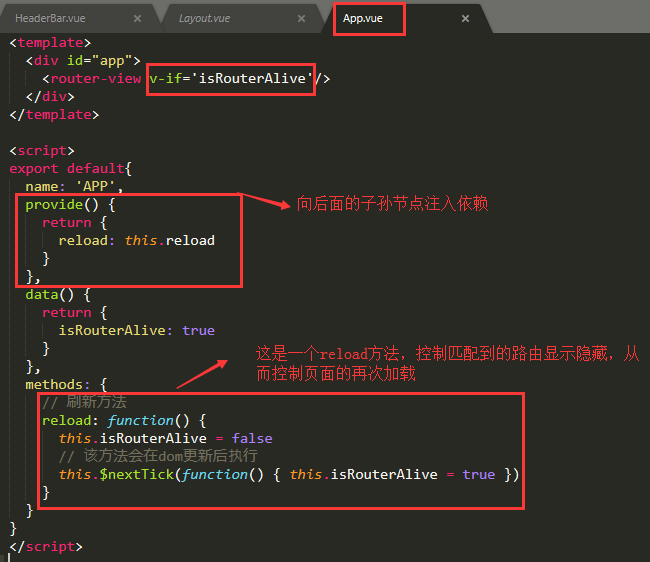 HeaderBar.vue × Layout.vue × App.vue ×
<template>
<div id="app">
<router-view v-if='isRouterAlive'/>
</div>
</template>
<script>
export default{
name: 'APP',
provide() {
向后面的子孙节点注入依赖
return {
reload: this.reload
}
},
data() {
return {
isRouterAlive: true
}
},
这是一个reload方法，控制匹配到的路由显示隐藏，从
而控制页面的再次加载
methods: {
// 刷新方法
reload: function() {
this.isRouterAlive = false
// 该方法会在dom更新后执行
this.$nextTick(function() { this.isRouterAlive = true })
}
}
}
</script>